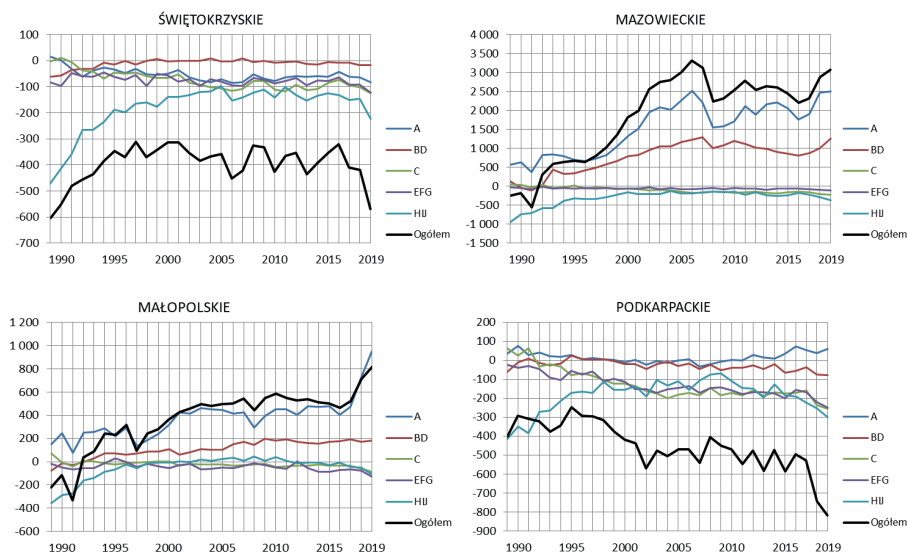 ŚWIĘTOKRZYSKIE
100
0
-100
-200
-300
-400
-500
-600
-700
1990 1995 2000 2005 2010 2015 2019
A
BD
C
EFG
HIJ
Ogółem
MAZOWIECKIE
4 000
3 500
3 000
2 500
2 000
1 500
1 000
500
0
-500
-1 000
-1 500
1990 1995 2000 2005 2010 2015 2019
A
BD
C
EFG
HIJ
Ogółem
MAŁOPOLSKIE
1 200
1 000
800
600
400
200
0
-200
-400
-600
1990 1995 2000 2005 2010 2015 2019
A
BD
C
EFG
HIJ
Ogółem
PODKARPACKIE
200
100
0
-100
-200
-300
-400
-500
-600
-700
-800
-900
1990 1995 2000 2005 2010 2015 2019
A
BD
C
EFG
HIJ
Ogółem